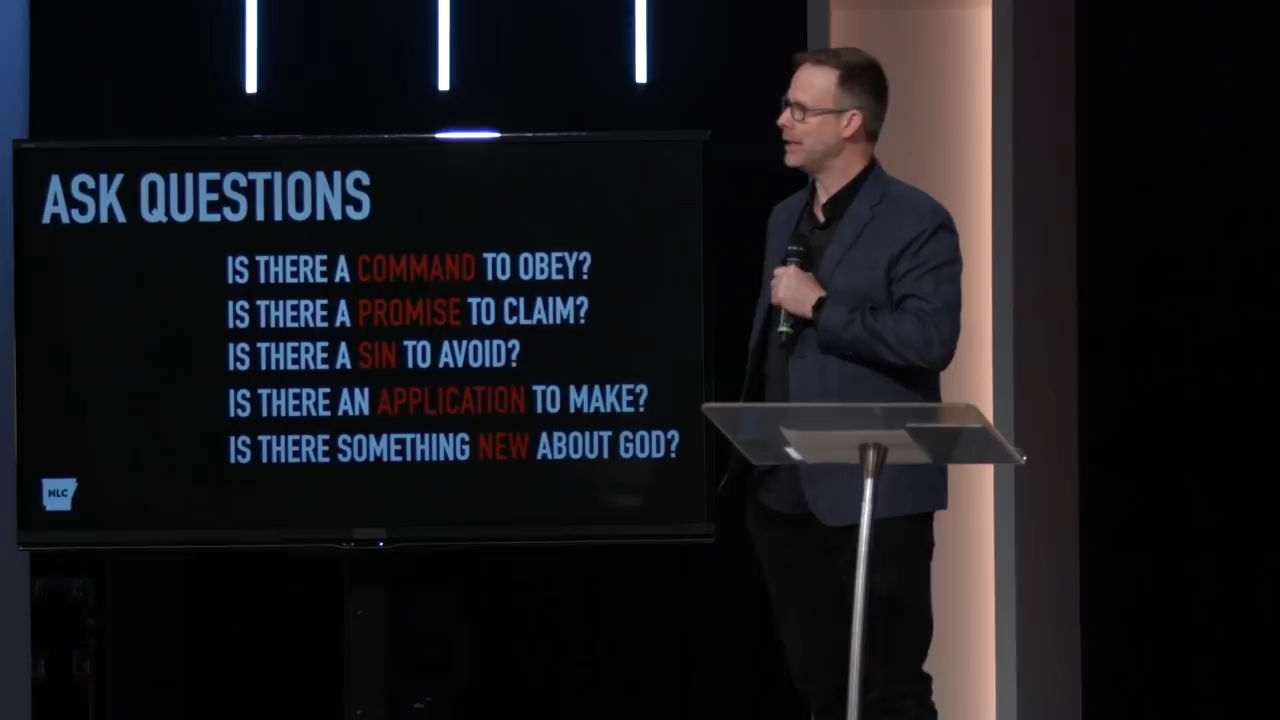 ASK QUESTIONS
IS THERE A COMMAND TO OBEY?
IS THERE A PROMISE TO CLAIM?
IS THERE A SIN TO AVOID?
IS THERE AN APPLICATION TO MAKE?
IS THERE SOMETHING NEW ABOUT GOD?
NLC